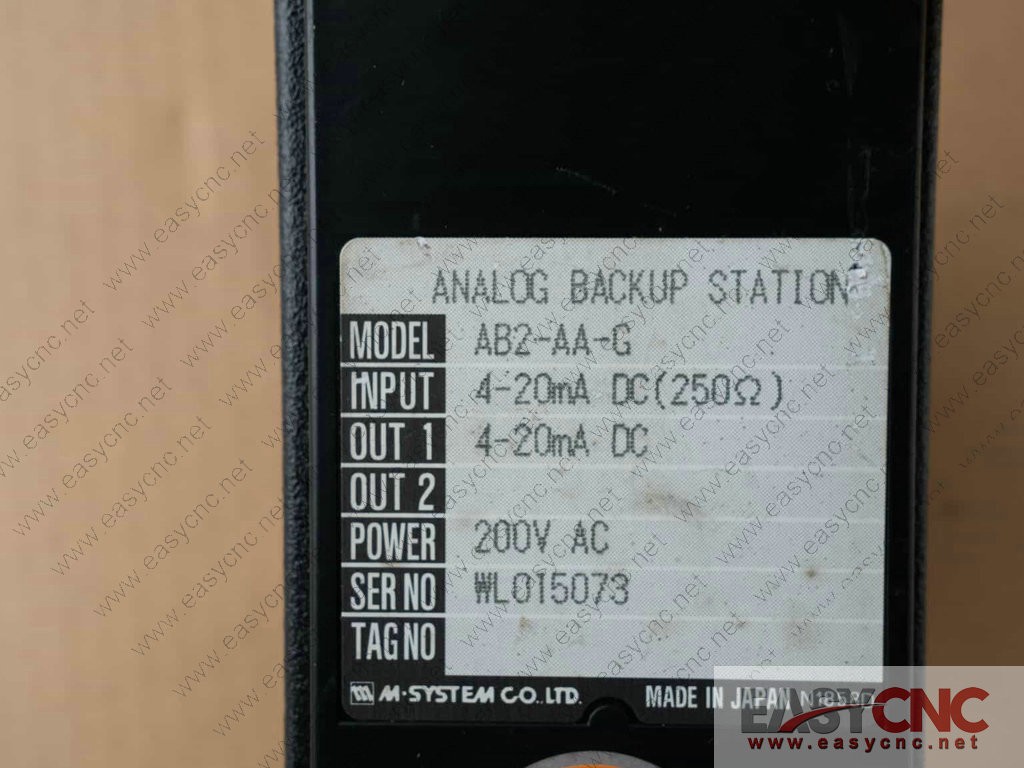 ANALOG BACKUP STATION
MODEL AB2-AA-G
INPUT 4-20mA DC(250Ω)
OUT 1 4-20mA DC
OUT 2
POWER 200V AC
SER NO WL015073
TAG NO
M-SYSTEM CO.,LTD. MADE IN JAPAN
EASYCNC
www.easycnc.net